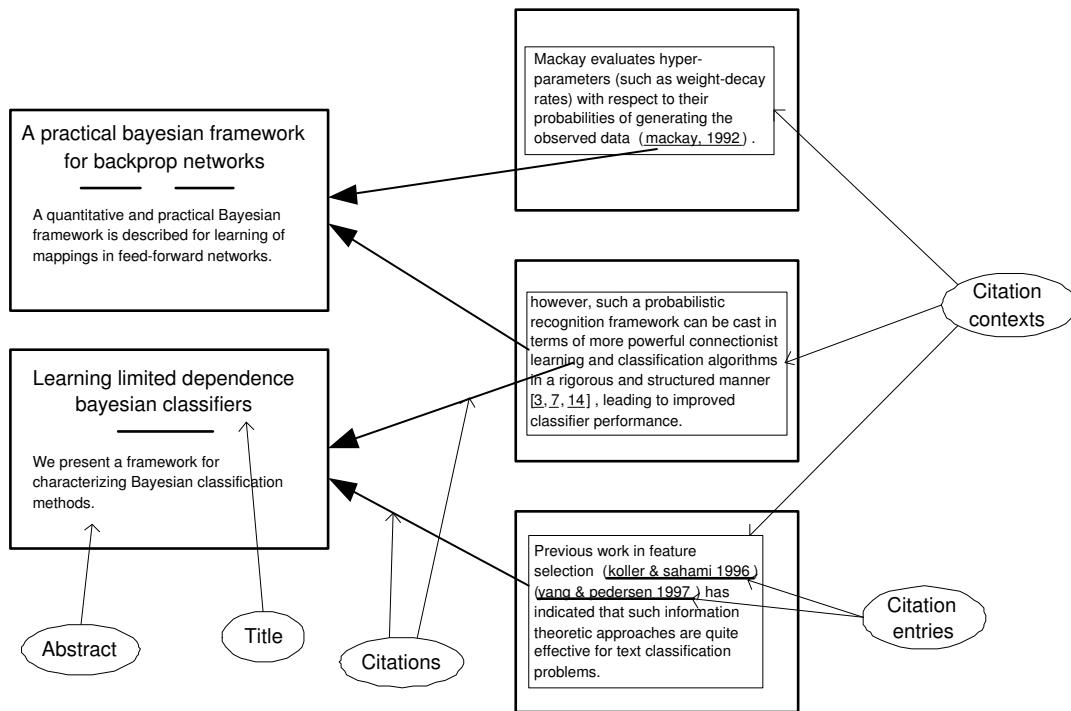 A practical bayesian framework
for backprop networks
A quantitative and practical Bayesian
framework is described for learning of
mappings in feed-forward networks.
Learning limited dependence
bayesian classifiers
We present a framework for
characterizing Bayesian classification
methods.
Abstract
Title
Citations
Mackay evaluates hyper-
parameters (such as weight-decay
rates) with respect to their
probabilities of generating the
observed data (mackay, 1992) .
however, such a probabilistic
recognition framework can be cast in
terms of more powerful connectionist
learning and classification algorithms
in a rigorous and structured manner
[3, 7, 14] , leading to improved
classifier performance.
Previous work in feature
selection (koller & sahami 1996)
(yang & pedersen 1997 ) has
indicated that such information
theoretic approaches are quite
effective for text classification
problems.
Citation
contexts
Citation
entries